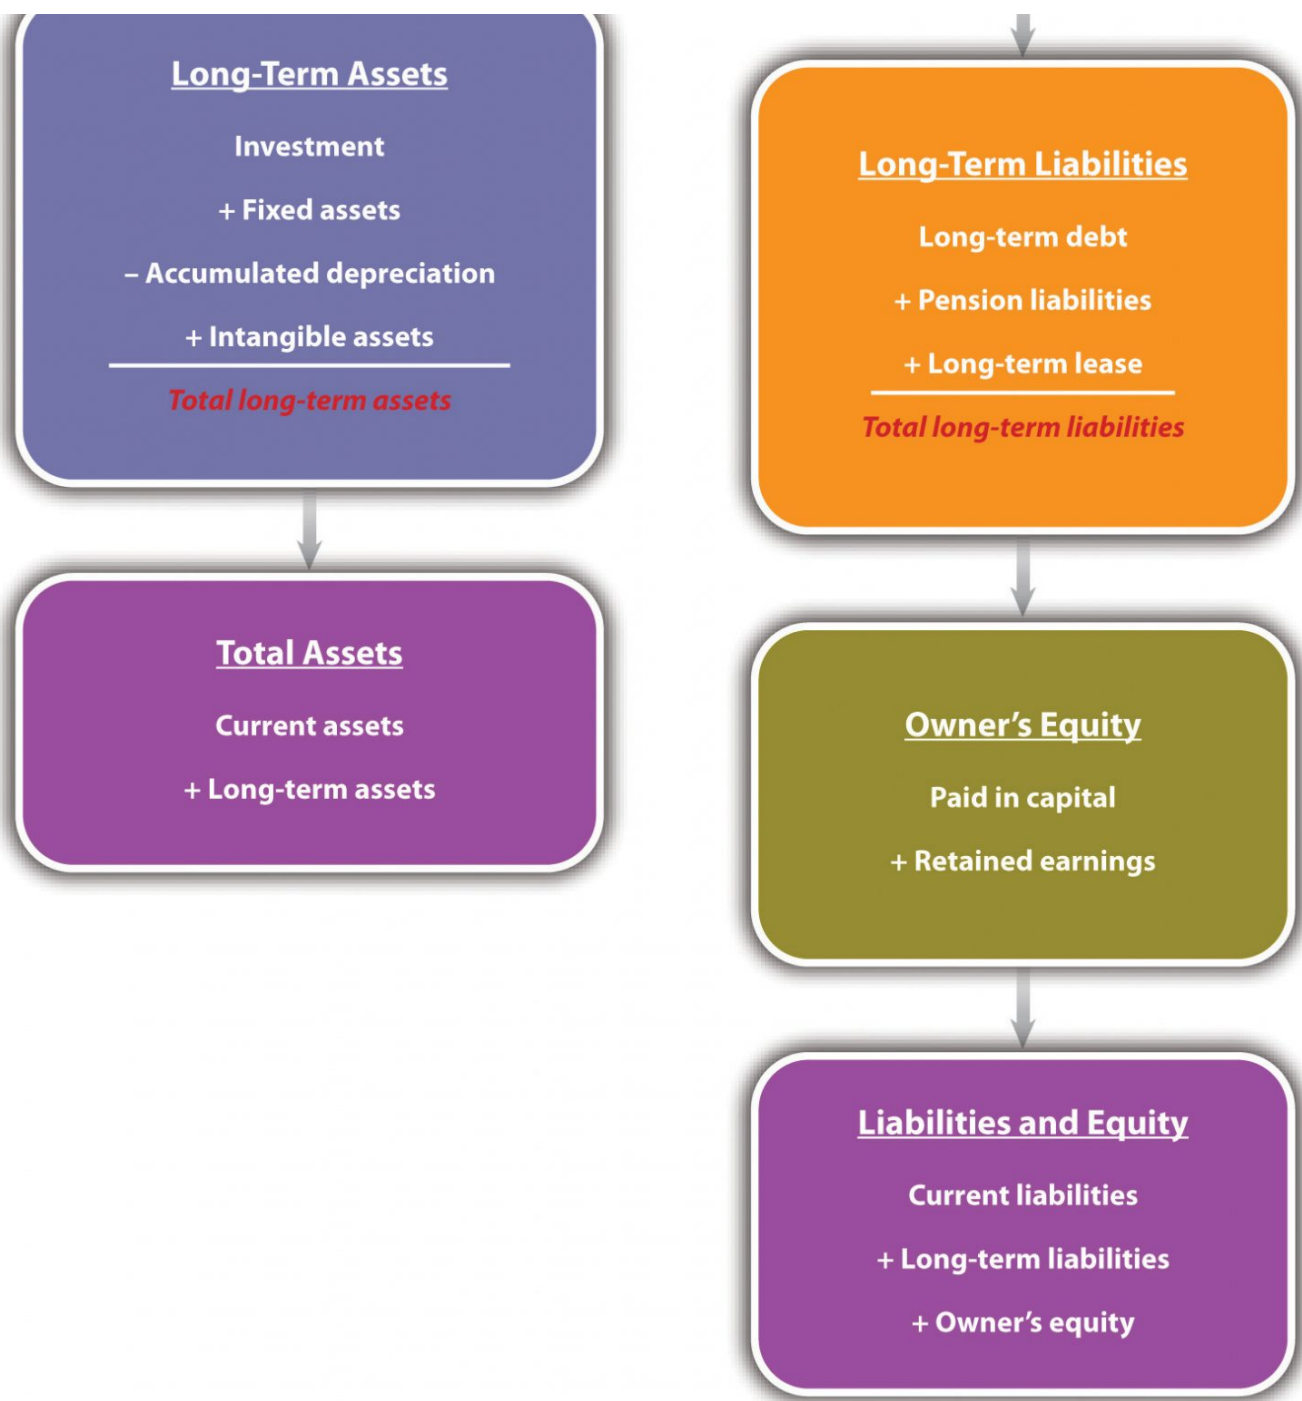 Long-Term Assets
Investment
+ Fixed assets
– Accumulated depreciation
+ Intangible assets
Total long-term assets
Total Assets
Current assets
+ Long-term assets
Long-Term Liabilities
Long-term debt
+ Pension liabilities
+ Long-term lease
Total long-term liabilities
Owner’s Equity
Paid in capital
+ Retained earnings
Liabilities and Equity
Current liabilities
+ Long-term liabilities
+ Owner’s equity